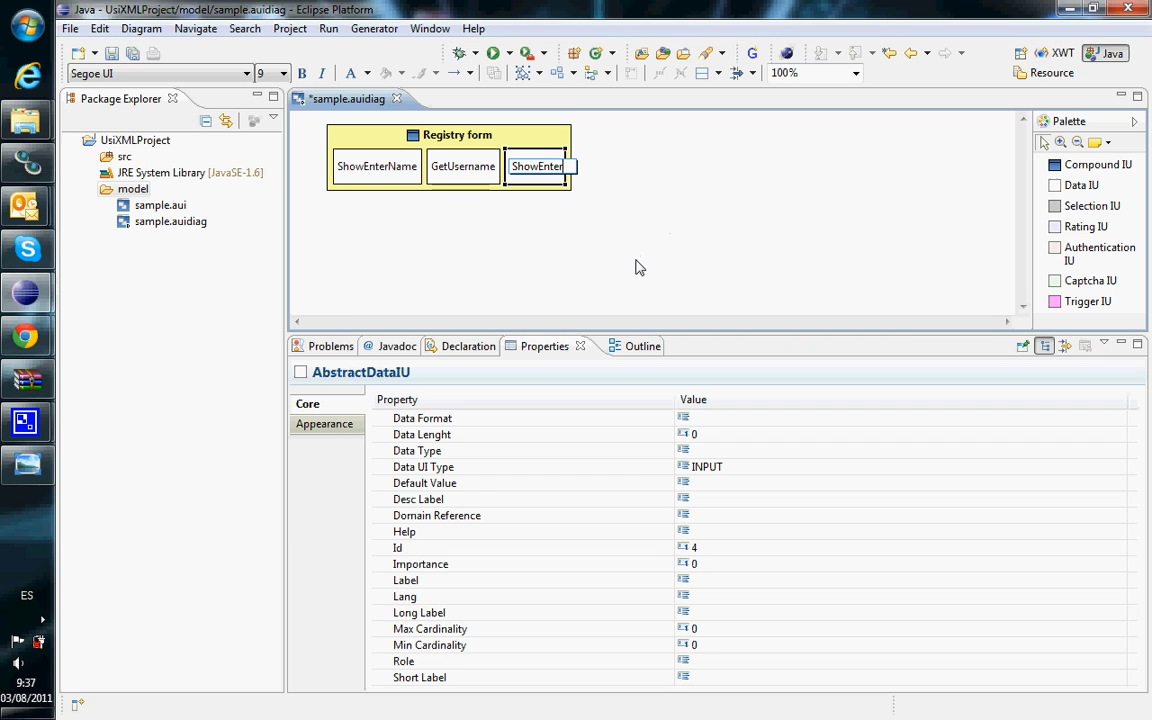 Java - UsiXMLProject/model/sample.auidiag - Eclipse Platform
File Edit Diagram Navigate Search Project Run Generator Window Help
XWT Java
Segoe UI 9 B I A 100% Resource
Package Explorer
*sample.auidiag
UsiXMLProject
src
JRE System Library [JavaSE-1.6]
model
sample.aui
sample.auidiag
Registry form
ShowEnterName GetUsername ShowEnter
Palette
Compound IU
Data IU
Selection IU
Rating IU
Authentication
IU
Captcha IU
Trigger IU
Problems @ Javadoc Declaration Properties Outline
AbstractDataIU
Core
Appearance
Property Value
Data Format
Data Lenght 0
Data Type
Data UI Type INPUT
Default Value
Desc Label
Domain Reference
Help
Id 4
Importance 0
Label
Lang
Long Label
Max Cardinality 0
Min Cardinality 0
Role
Short Label
ES
9:37
03/08/2011